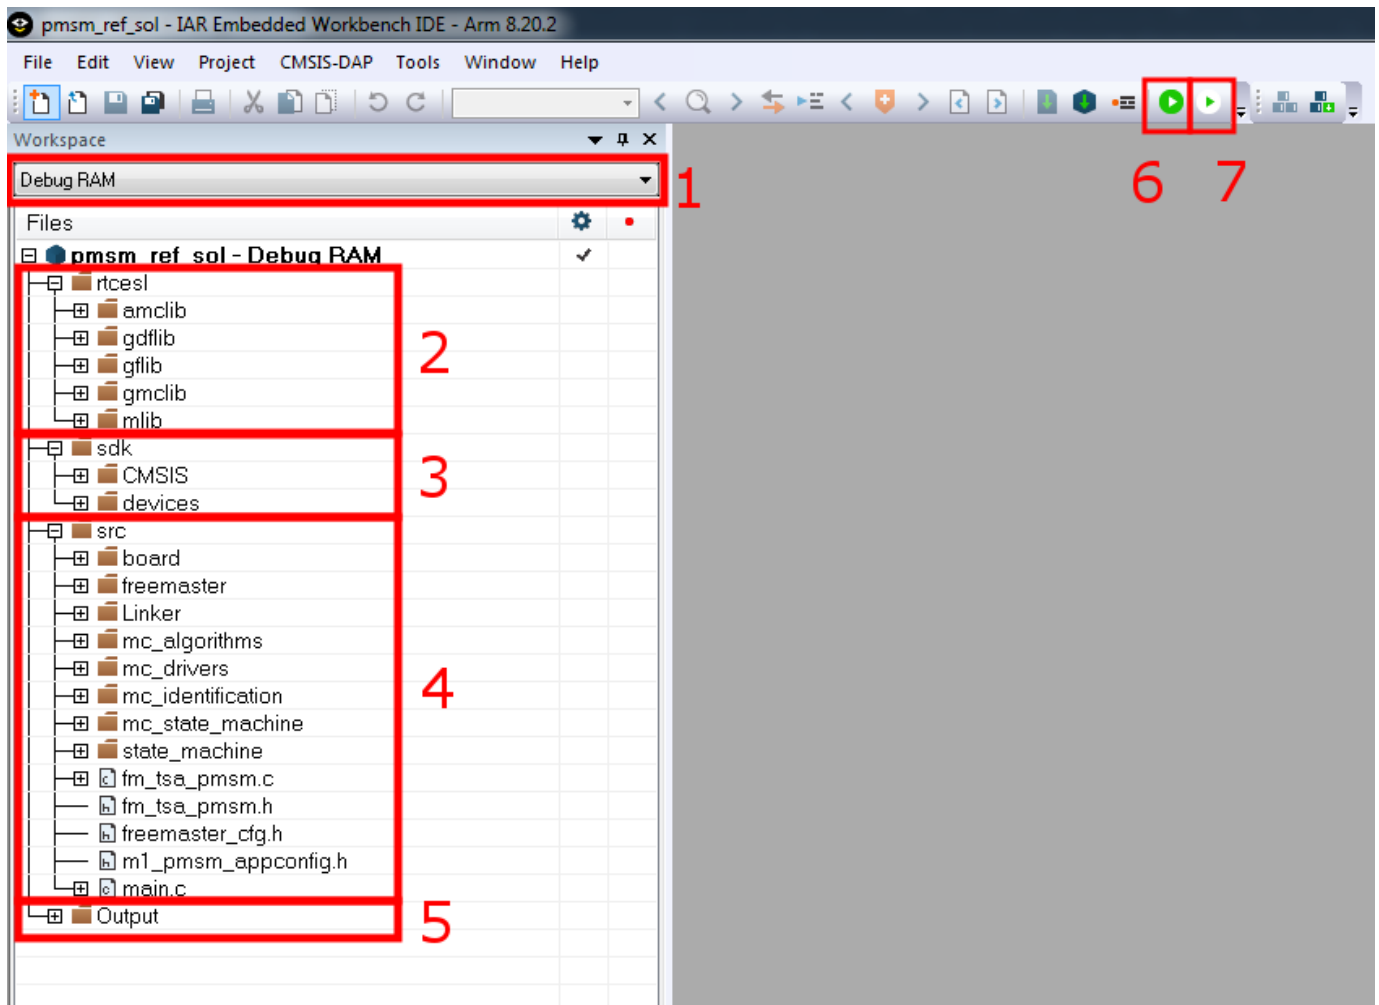 pmsm_ref_sol - IAR Embedded Workbench IDE - Arm 8.20.2
File Edit View Project CMSIS-DAP Tools Window Help
Workspace
6 7
Debug RAM
1
Files
pmsm_ref_sol - Debug RAM
rtcesl
amclib
gdflib
2
gflib
gmclib
mlib
sdk
CMSIS
3
devices
src
board
freemaster
Linker
mc_algorithms
mc_drivers
4
mc_identification
mc_state_machine
state_machine
fm_tsa_pmsm.c
fm_tsa_pmsm.h
freemaster_cfg.h
m1_pmsm_appconfig.h
main.c
Output
5